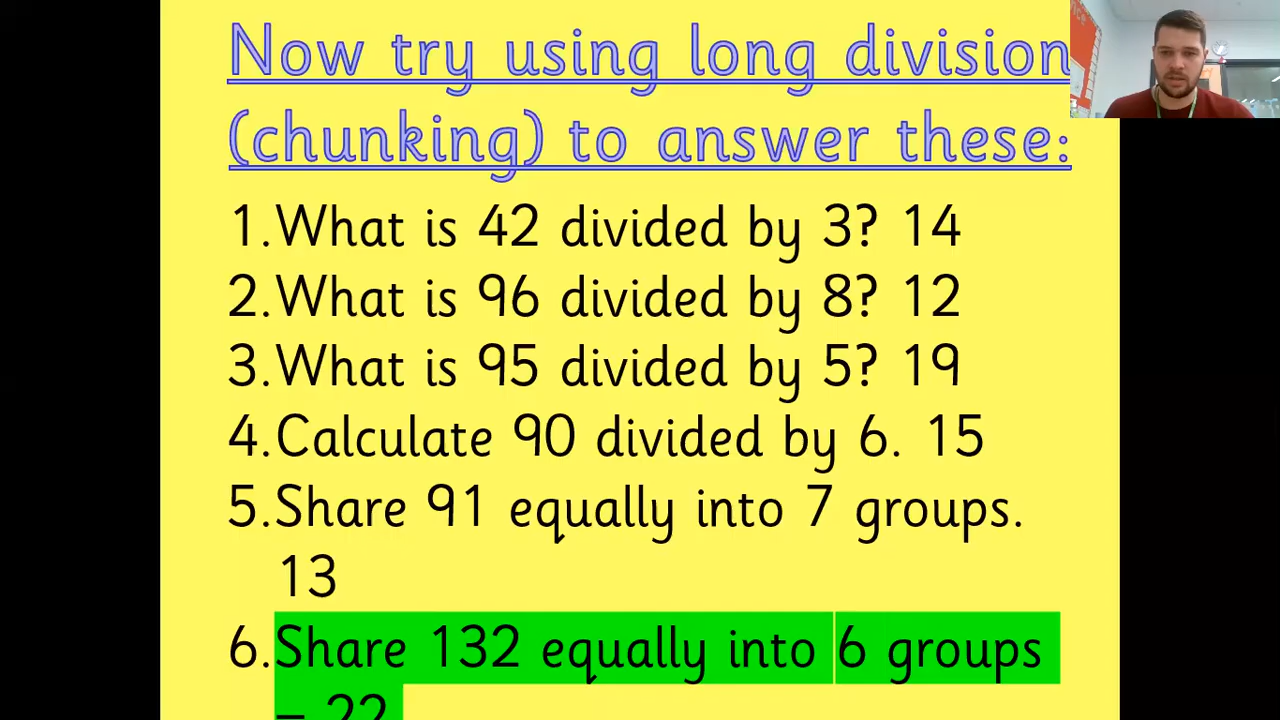 Now try using long division
(chunking) to answer these:
1.What is 42 divided by 3? 14
2.What is 96 divided by 8? 12
3.What is 95 divided by 5? 19
4.Calculate 90 divided by 6. 15
5.Share 91 equally into 7 groups.
13
6.Share 132 equally into 6 groups
= 22